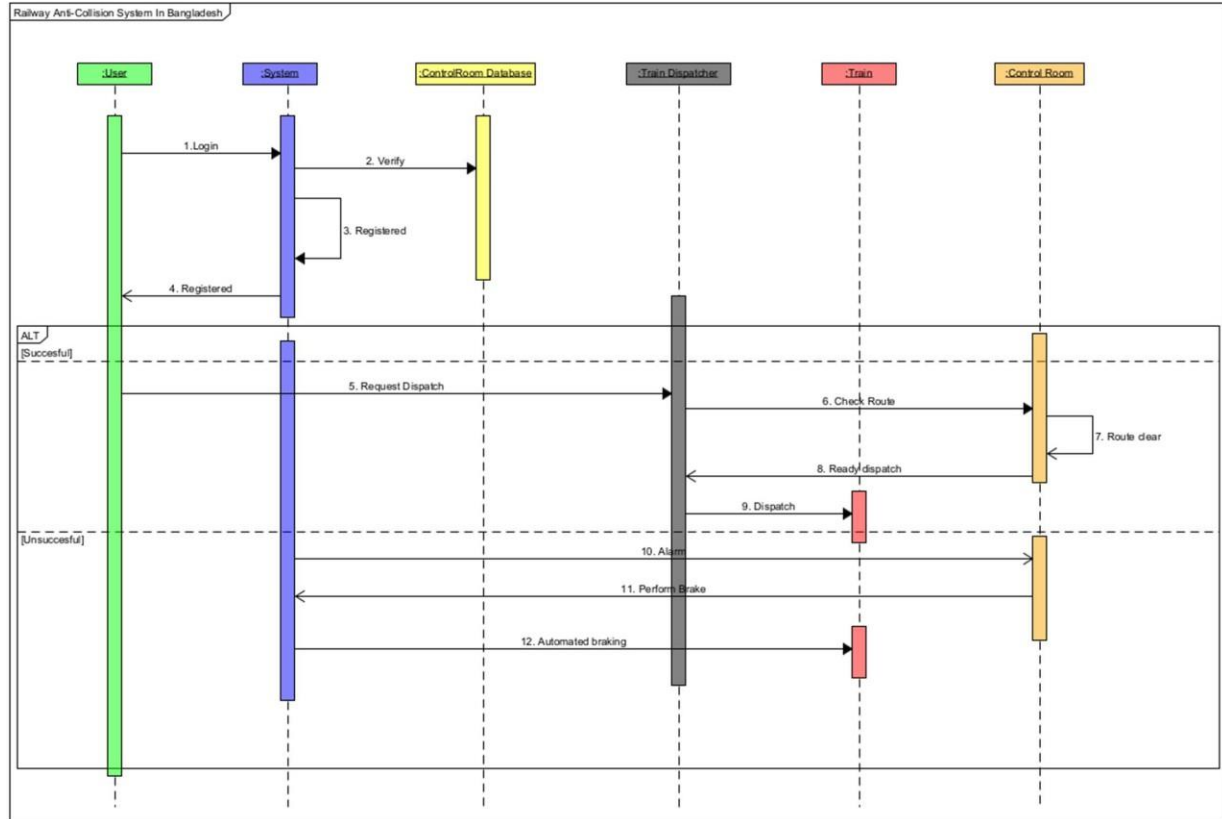 Railway Anti-Collision System In Bangladesh
:User
:System
:ControlRoom Database
:Train Dispatcher
:Train
:Control Room
1.Login
2. Verify
3. Registered
4. Registered
ALT
[Succesful]
5. Request Dispatch
6. Check Route
7. Route clear
8. Ready dispatch
9. Dispatch
[Unsuccesful]
10. Alarm
11. Perform Brake
12. Automated braking